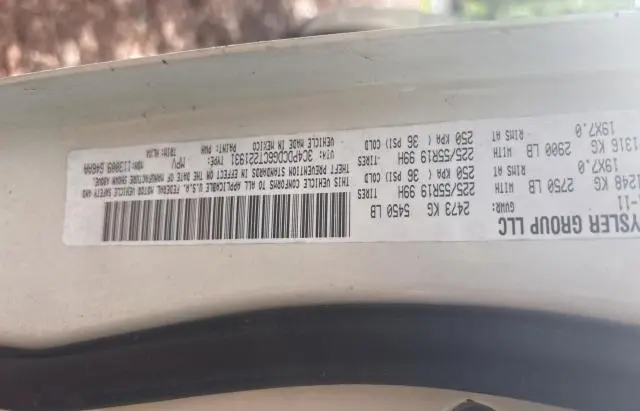 YSLER GROUP LLC
-11 GVWR: 2473 KG 5450 LB
1248 KG 2750 LB WITH 225/55R19 99H TIRES
19X7.0 RIMS AT 250 KPA (36 PSI) COLD
1316 KG 2900 LB WITH 225/55R19 99H TIRES
19X7.0 RIMS AT 250 KPA (36 PSI) COLD
THIS VEHICLE CONFORMS TO ALL APPLICABLE U.S.A. FEDERAL MOTOR VEHICLE SAFETY AND
THEFT PREVENTION STANDARDS IN EFFECT ON THE DATE OF MANUFACTURE SHOWN ABOVE.
VIN: 3C4PDCDG6CT221931 TYPE: MPV
VEHICLE MADE IN MEXICO MDH:
PAINT: PWH TRIM: